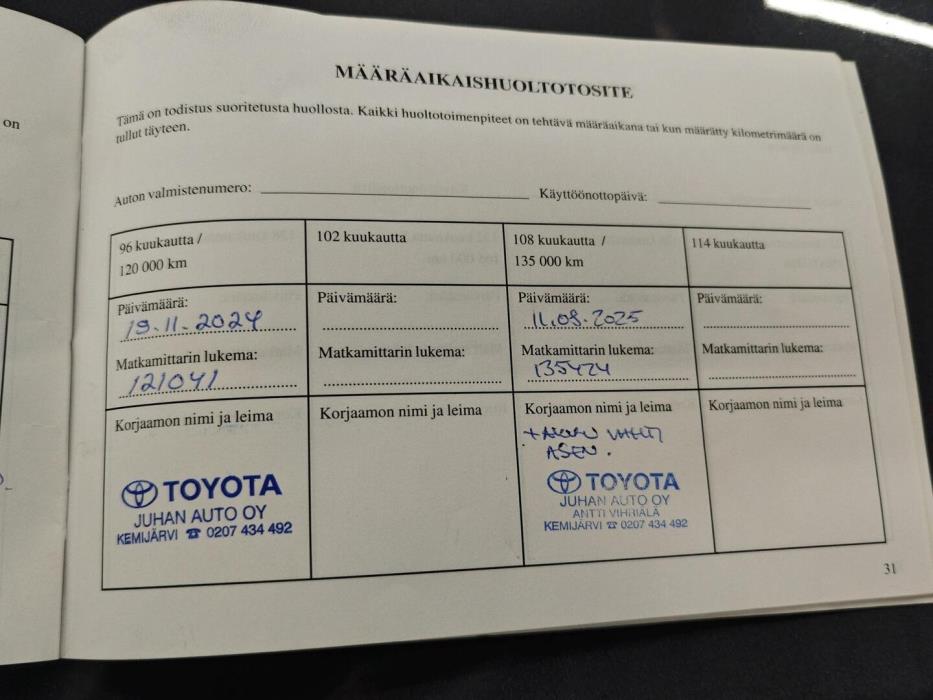 on
MÄÄRÄAIKAISHUOLTOTOSITE
Tämä on todistus suoritetusta huollosta. Kaikki huoltotoimenpiteet on tehtävä määräaikana tai kun määrätty kilometrimäärä on
tullut täyteen.
Auton valmistenumero:
Käyttöönottopäivä:
96 kuukautta /
120 000 km
Päivämäärä:
19.11.2024
Matkamittarin lukema:
121041
Korjaamon nimi ja leima
TOYOTA
JUHAN AUTO OY
KEMIJÄRVI ☎ 0207 434 492
102 kuukautta
Päivämäärä:
Matkamittarin lukema:
Korjaamon nimi ja leima
108 kuukautta /
135 000 km
Päivämäärä:
11.08.2025
Matkamittarin lukema:
135424
Korjaamon nimi ja leima
+ AKUN VAHTI
ASEN.
TOYOTA
JUHAN AUTO OY
ANTTI VIHRIÄLÄ
KEMIJÄRVI ☎ 0207 434 492
114 kuukautta
Päivämäärä:
Matkamittarin lukema:
Korjaamon nimi ja leima
31